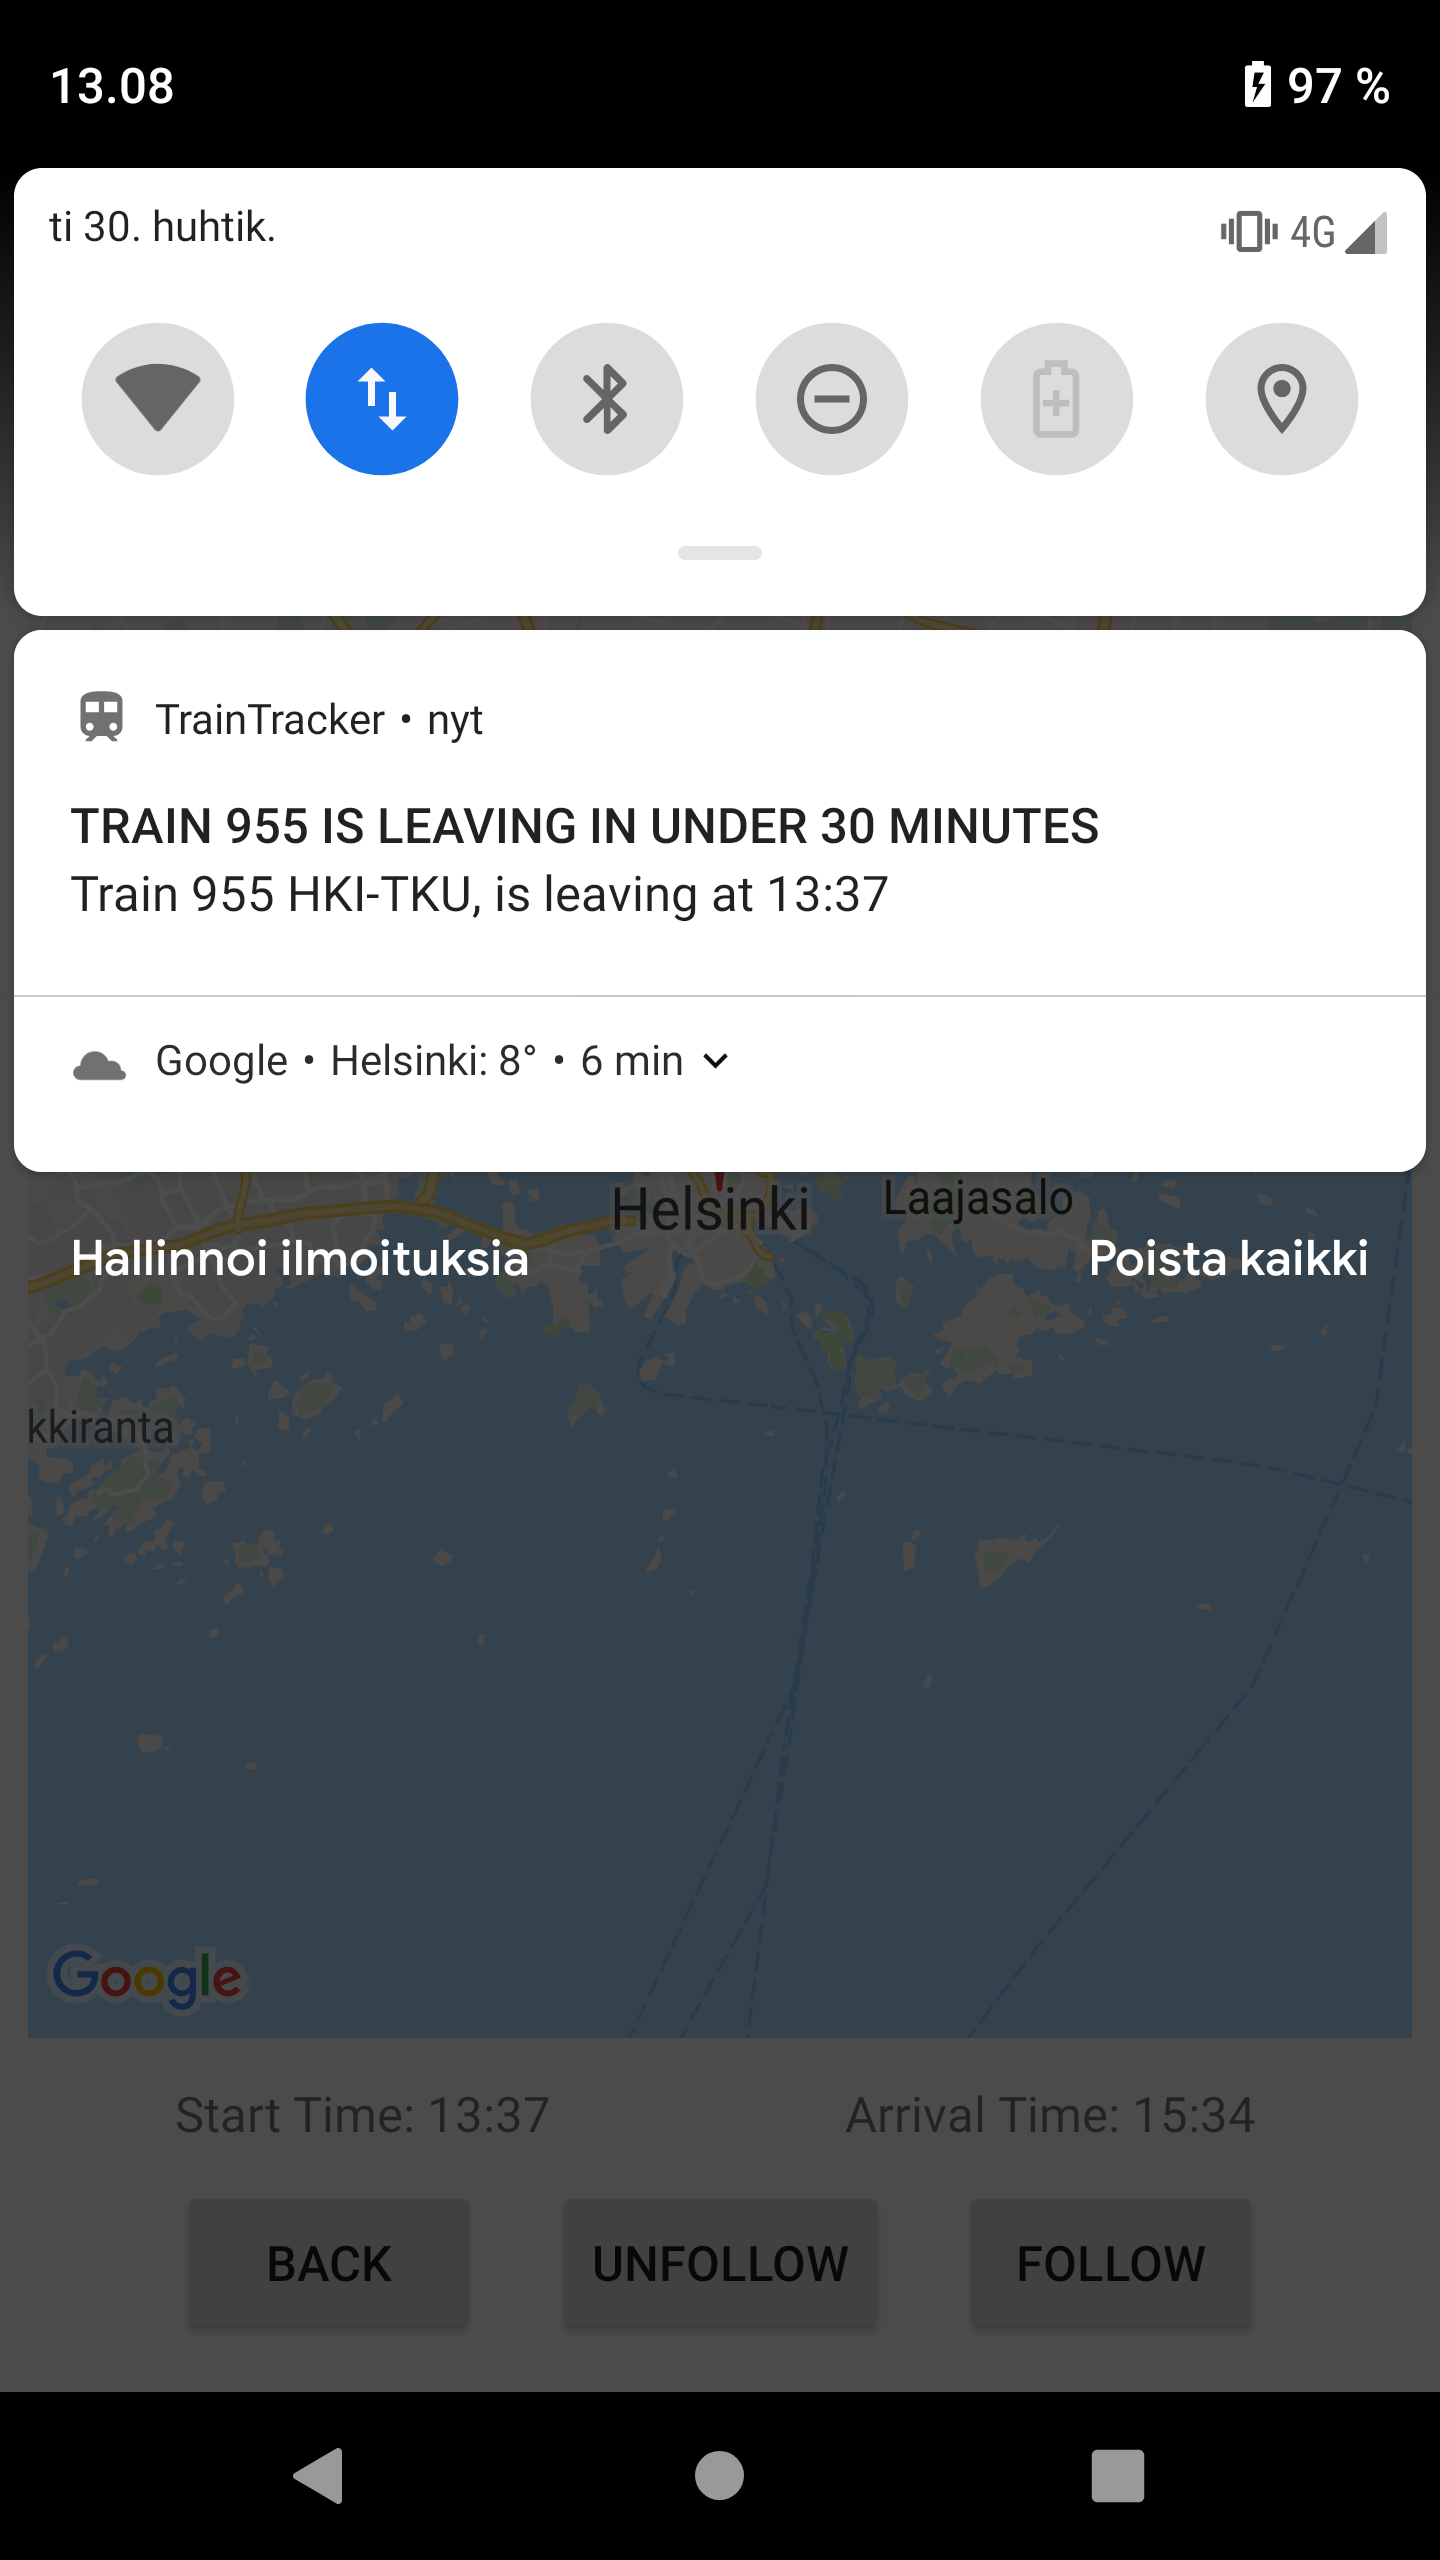 13.08 97 %
ti 30. huhtik. 4G
TrainTracker • nyt
TRAIN 955 IS LEAVING IN UNDER 30 MINUTES
Train 955 HKI-TKU, is leaving at 13:37
Google • Helsinki: 8° • 6 min
Helsinki Laajasalo
Hallinnoi ilmoituksia Poista kaikki
kkiranta
Google
Start Time: 13:37 Arrival Time: 15:34
BACK UNFOLLOW FOLLOW